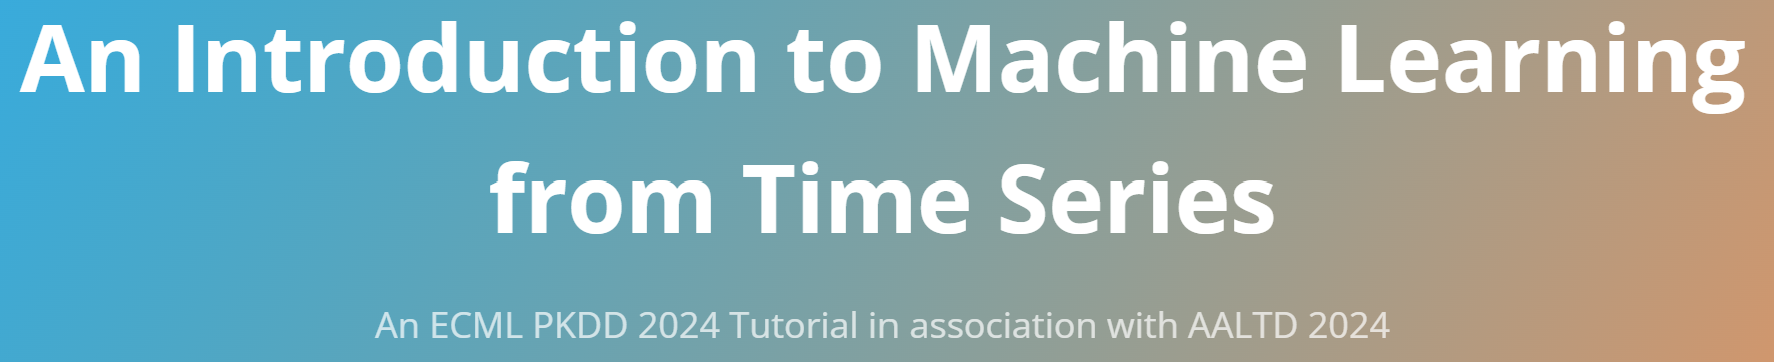 An Introduction to Machine Learning
from Time Series
An ECML PKDD 2024 Tutorial in association with AALTD 2024